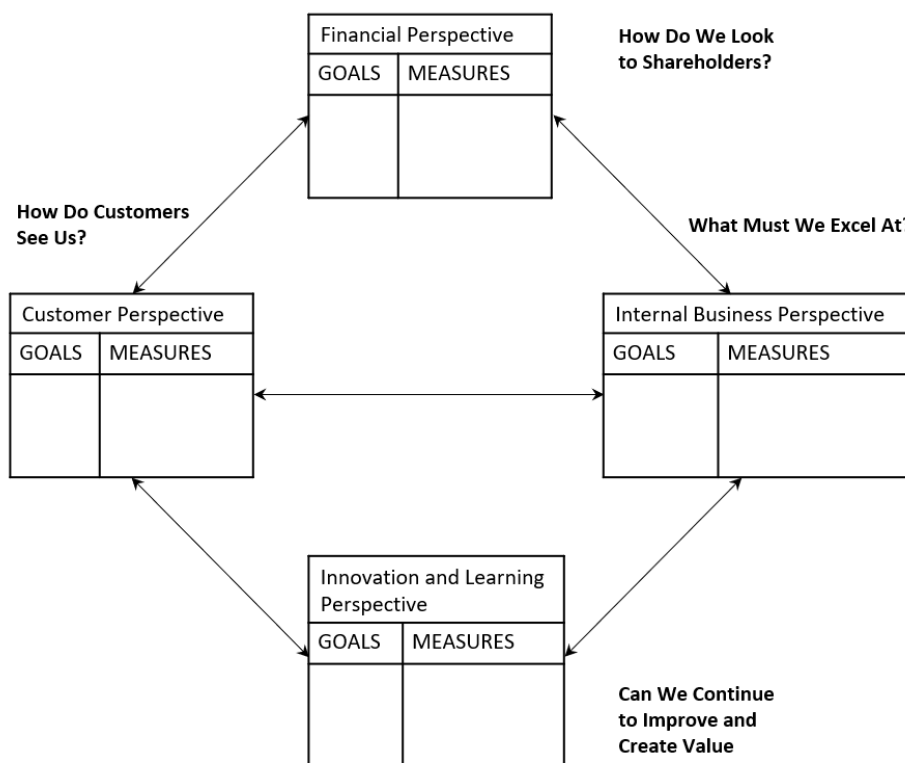 Financial Perspective
GOALS MEASURES
How Do We Look
to Shareholders?
How Do Customers
See Us?
What Must We Excel At?
Customer Perspective
GOALS MEASURES
Internal Business Perspective
GOALS MEASURES
Innovation and Learning
Perspective
GOALS MEASURES
Can We Continue
to Improve and
Create Value